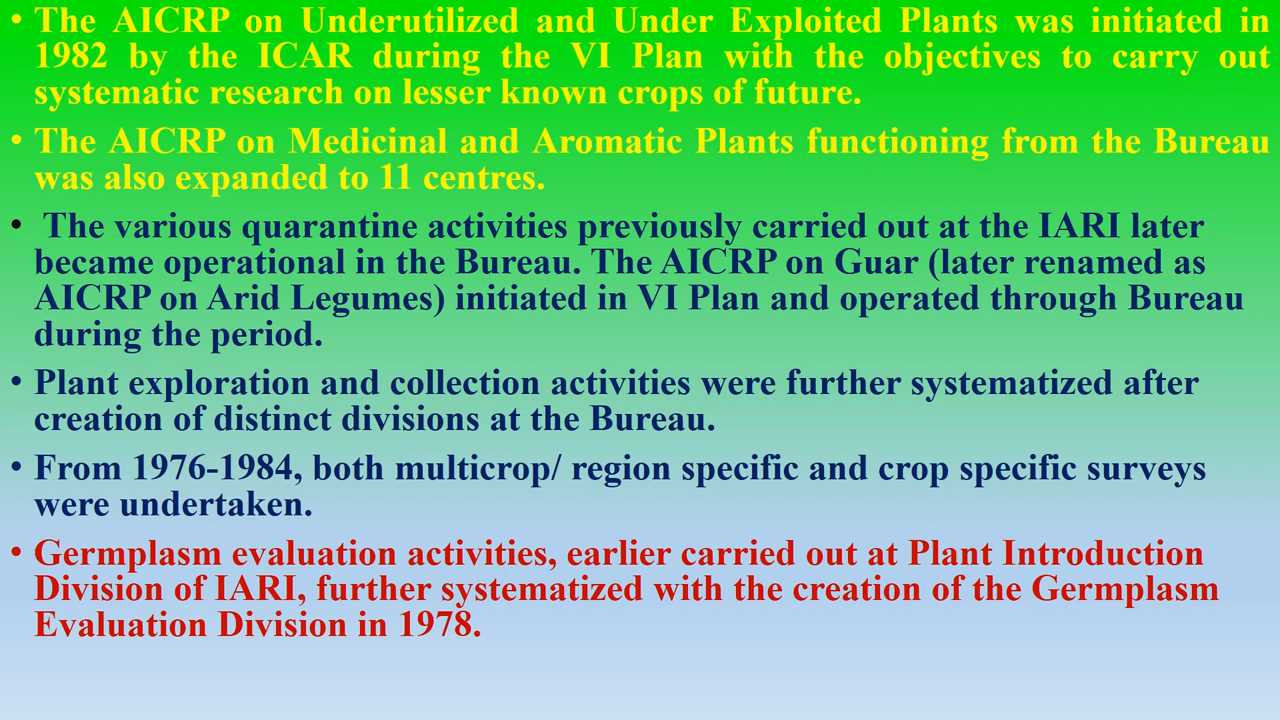 • The AICRP on Underutilized and Under Exploited Plants was initiated in
1982 by the ICAR during the VI Plan with the objectives to carry out
systematic research on lesser known crops of future.
• The AICRP on Medicinal and Aromatic Plants functioning from the Bureau
was also expanded to 11 centres.
• The various quarantine activities previously carried out at the IARI later
became operational in the Bureau. The AICRP on Guar (later renamed as
AICRP on Arid Legumes) initiated in VI Plan and operated through Bureau
during the period.
• Plant exploration and collection activities were further systematized after
creation of distinct divisions at the Bureau.
• From 1976-1984, both multicrop/ region specific and crop specific surveys
were undertaken.
• Germplasm evaluation activities, earlier carried out at Plant Introduction
Division of IARI, further systematized with the creation of the Germplasm
Evaluation Division in 1978.